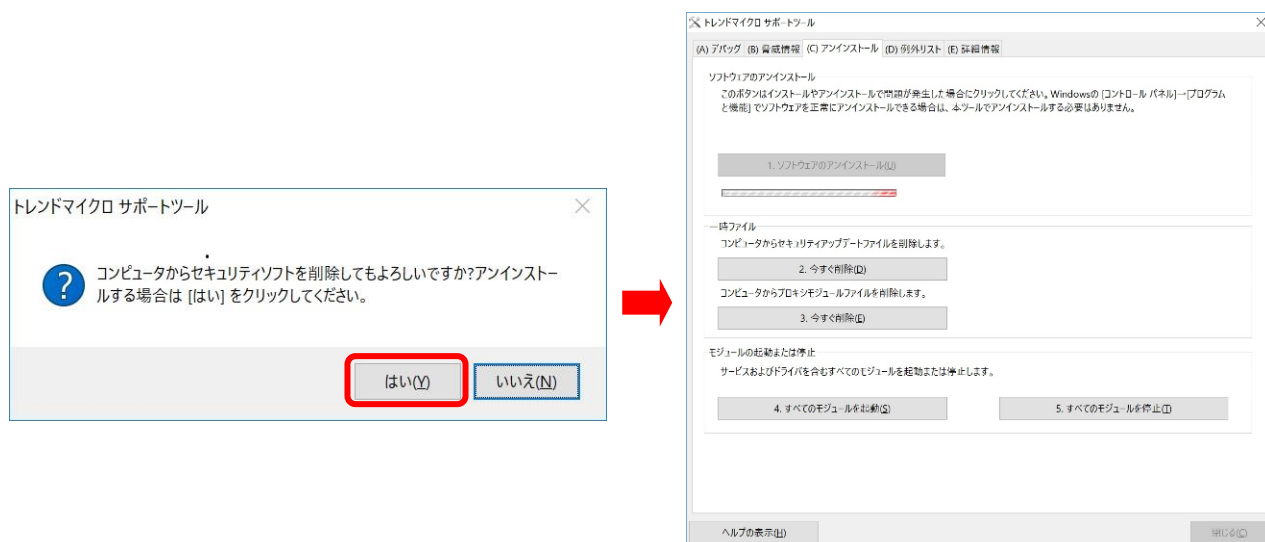 トレンドマイクロ サポートツール
コンピュータからセキュリティソフトを削除してもよろしいですか?アンインストー
ルする場合は [はい] をクリックしてください。
はい(Y)
いいえ(N)
トレンドマイクロ サポートツール
(A) デバッグ (B) 脅威情報 (C) アンインストール (D) 例外リスト (E) 詳細情報
ソフトウェアのアンインストール
このボタンはインストールやアンインストールで問題が発生した場合にクリックしてください。Windowsの [コントロール パネル]→[プログラム
と機能] でソフトウェアを正常にアンインストールできる場合は、本ツールでアンインストールする必要はありません。
1. ソフトウェアのアンインストール(U)
一時ファイル
コンピュータからセキュリティアップデートファイルを削除します。
2. 今すぐ削除(D)
コンピュータからプロキシモジュールファイルを削除します。
3. 今すぐ削除(E)
モジュールの起動または停止
サービスおよびドライバを含むすべてのモジュールを起動または停止します。
4. すべてのモジュールを起動(S)
5. すべてのモジュールを停止(T)
ヘルプの表示(H)
閉じる(C)